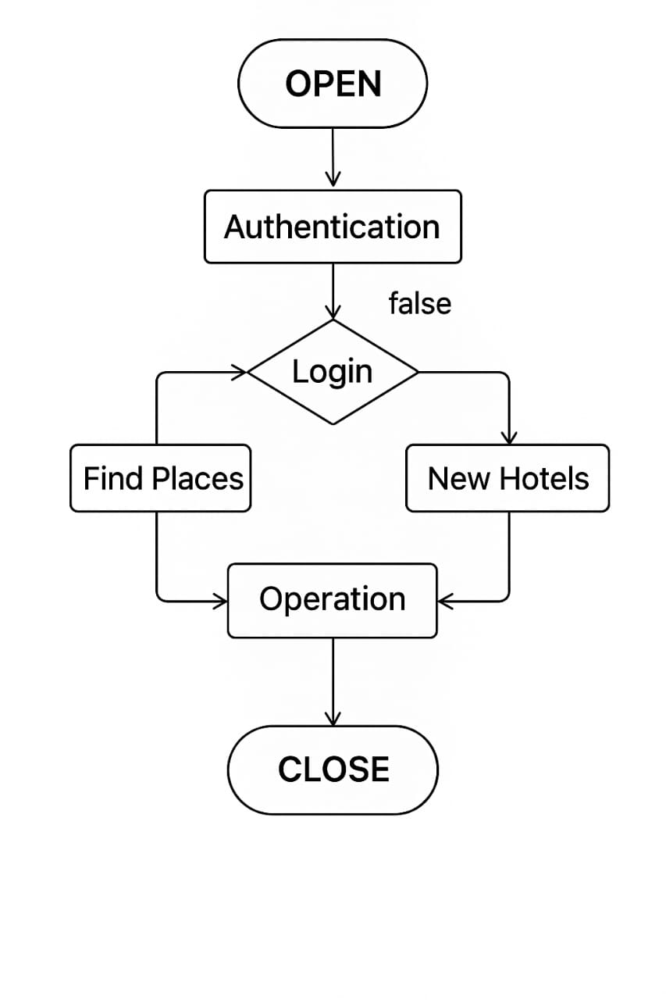 OPEN
Authentication
false
Login
Find Places
New Hotels
Operation
CLOSE